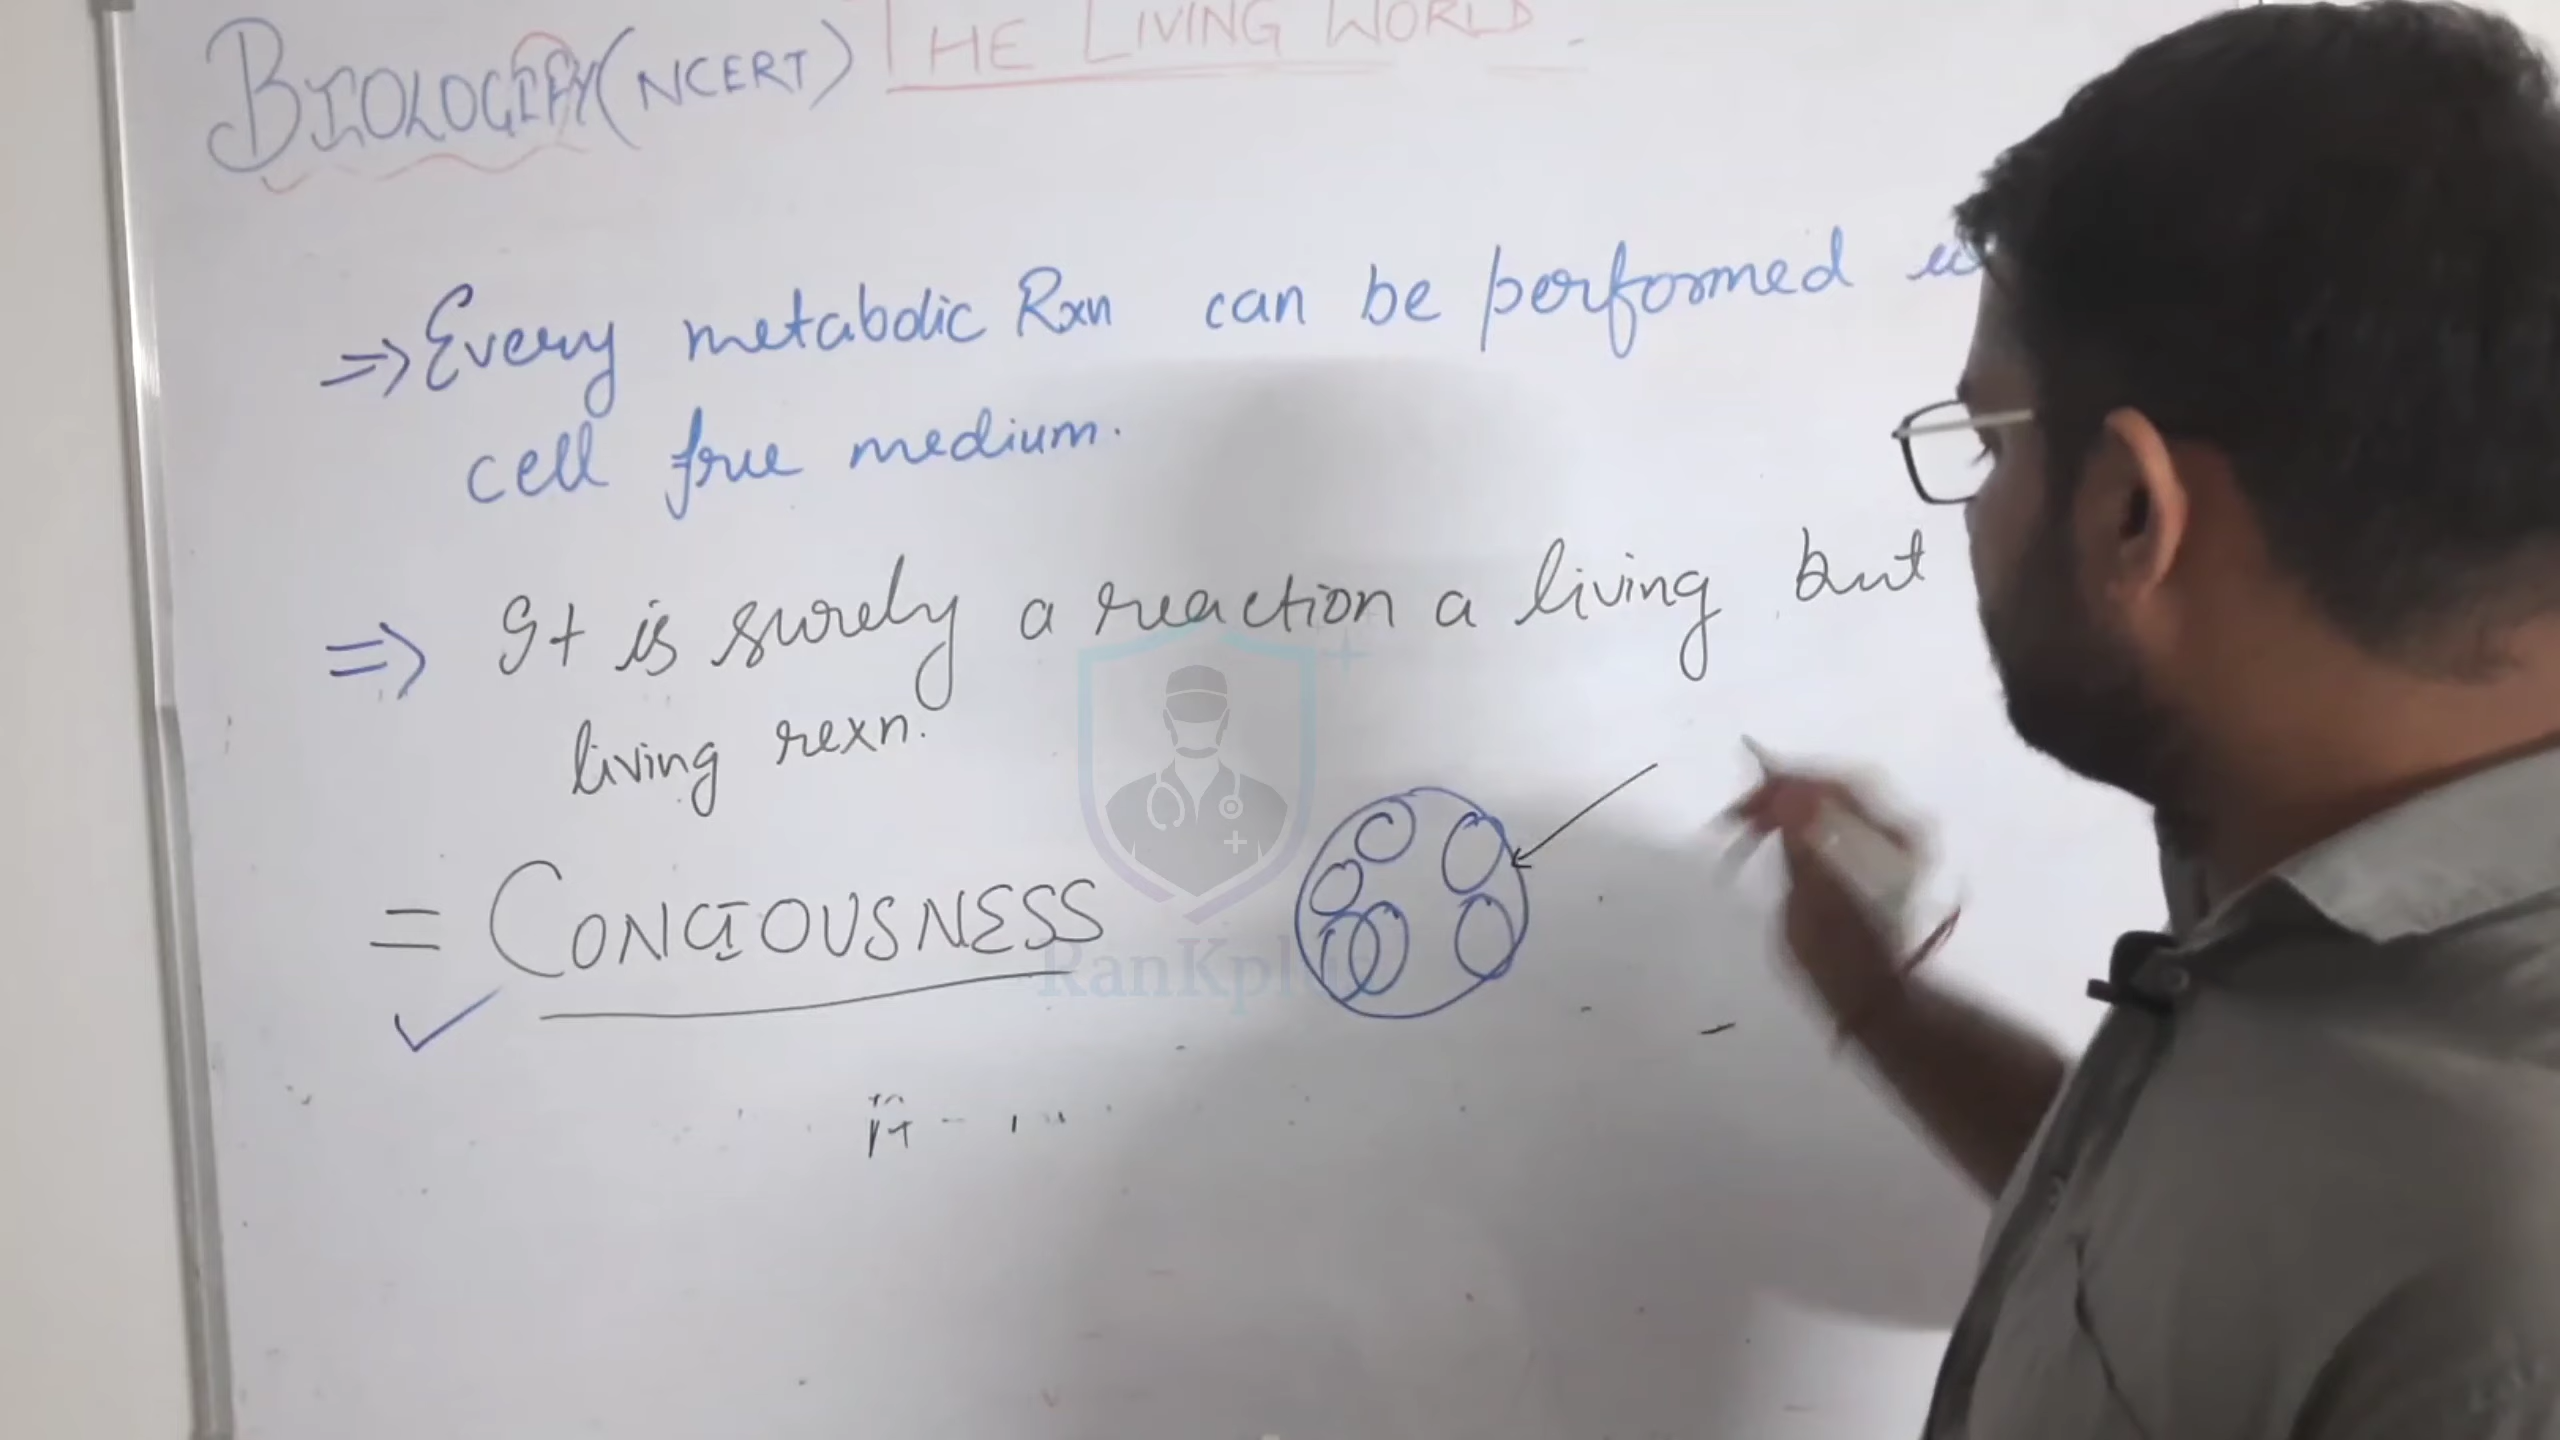 BIOLOGY (NCERT) THE LIVING WORLD
=> Every metabolic Rxn can be performed
cell free medium.
=> It is surely a reaction a living but
living rexn.
= CONCIOUSNESS